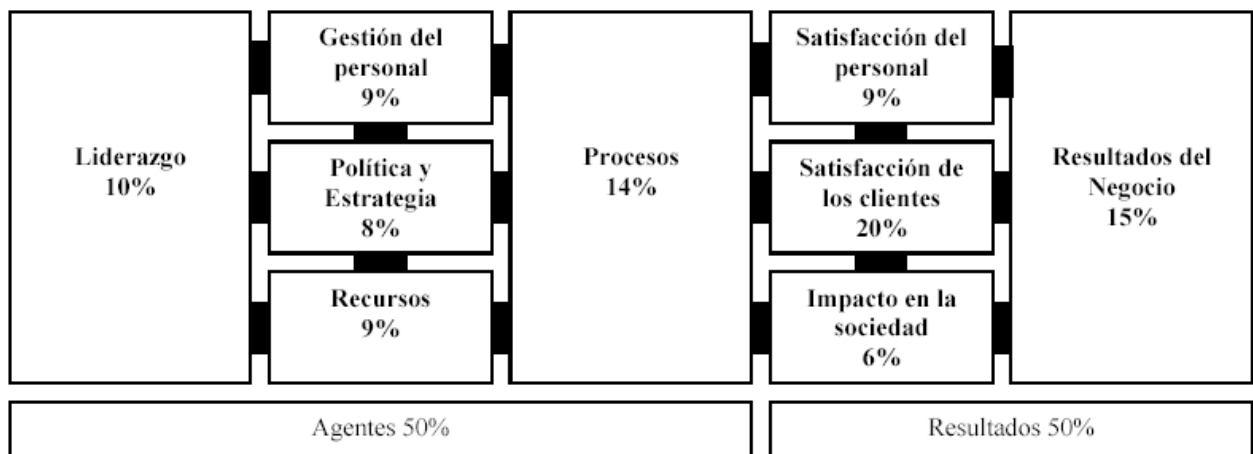 Liderazgo
10%
Gestión del
personal
9%
Política y
Estrategia
8%
Recursos
9%
Procesos
14%
Satisfacción del
personal
9%
Satisfacción de
los clientes
20%
Impacto en la
sociedad
6%
Resultados del
Negocio
15%
Agentes 50%
Resultados 50%